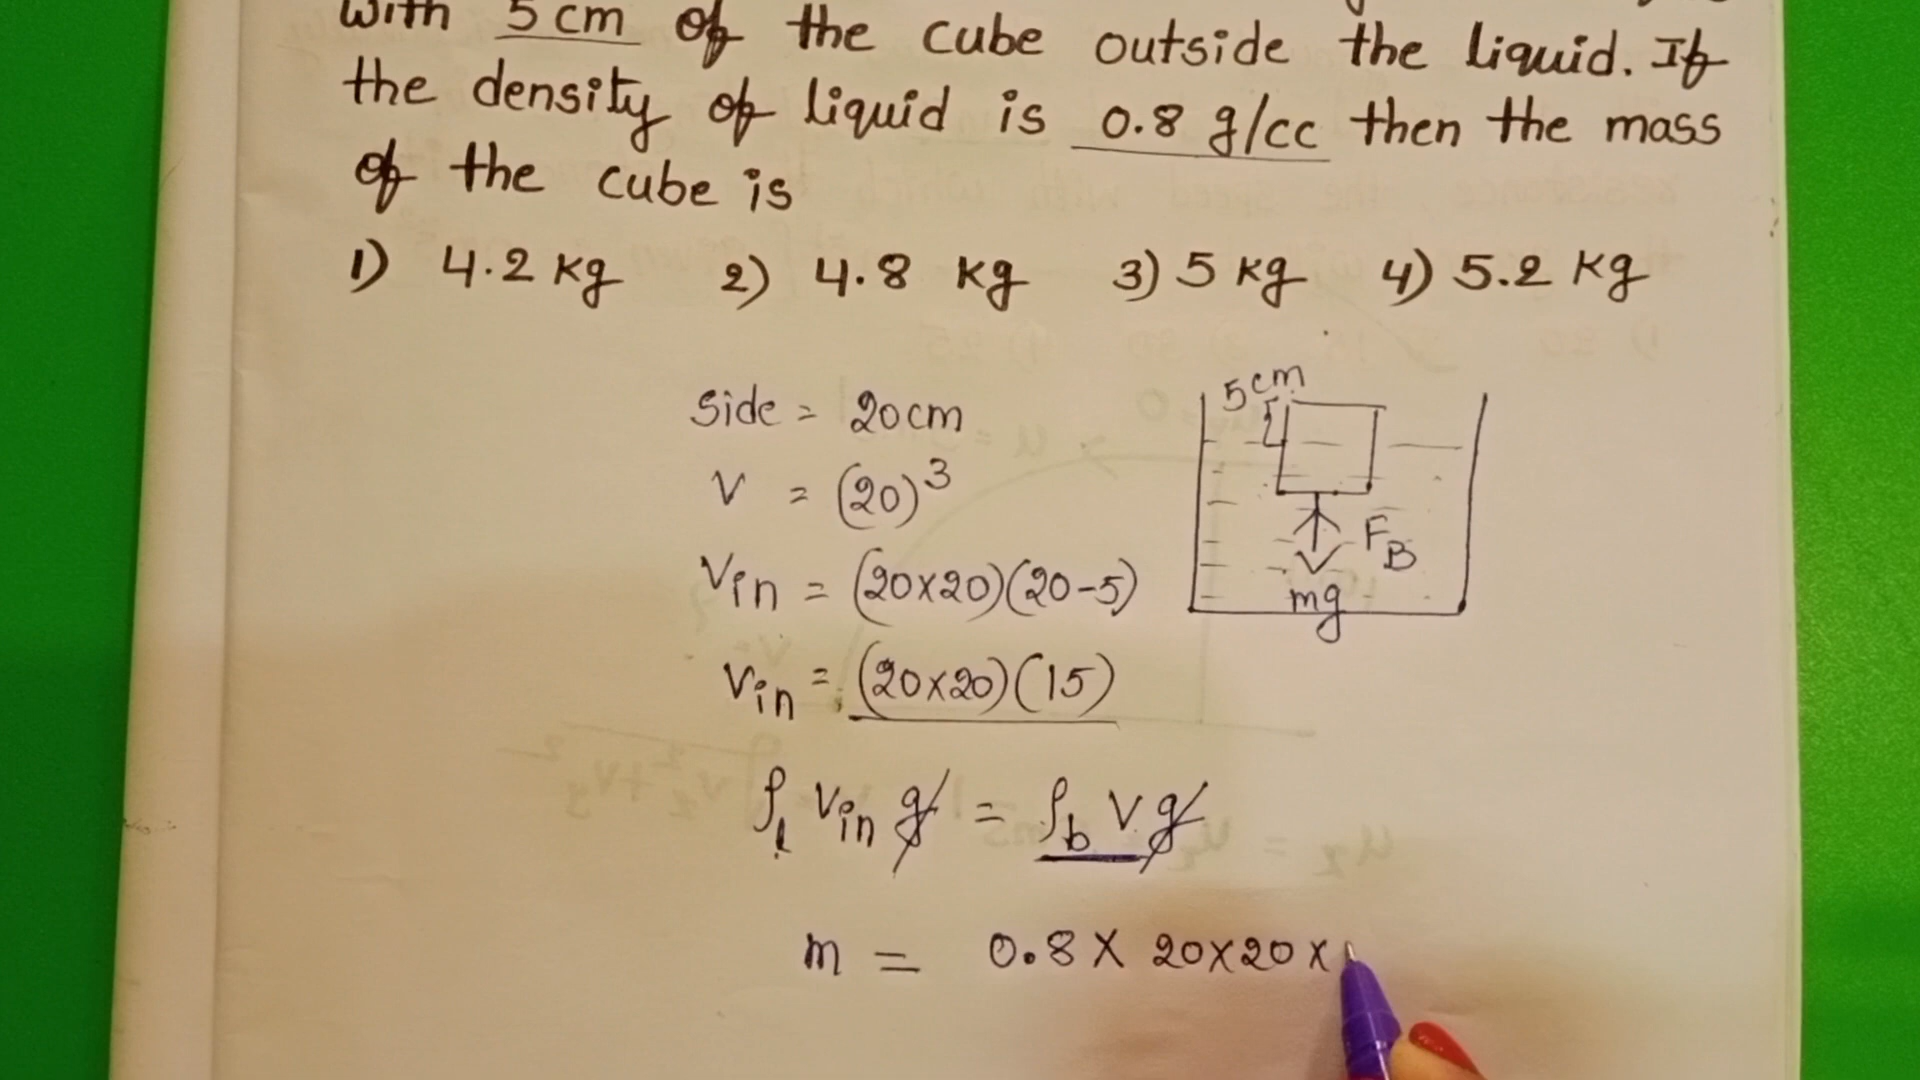 with 5 cm of the cube outside the liquid. If
the density of liquid is 0.8 g/cc then the mass
of the cube is
1) 4.2 kg 2) 4.8 kg 3) 5 kg 4) 5.2 kg
5cm
Side = 20cm
V = (20)³
F_B
Vin = (20×20)(20-5)
mg
Vin = (20×20)(15)
ρ_l Vin g = ρ_b V g
m = 0.8 × 20×20×